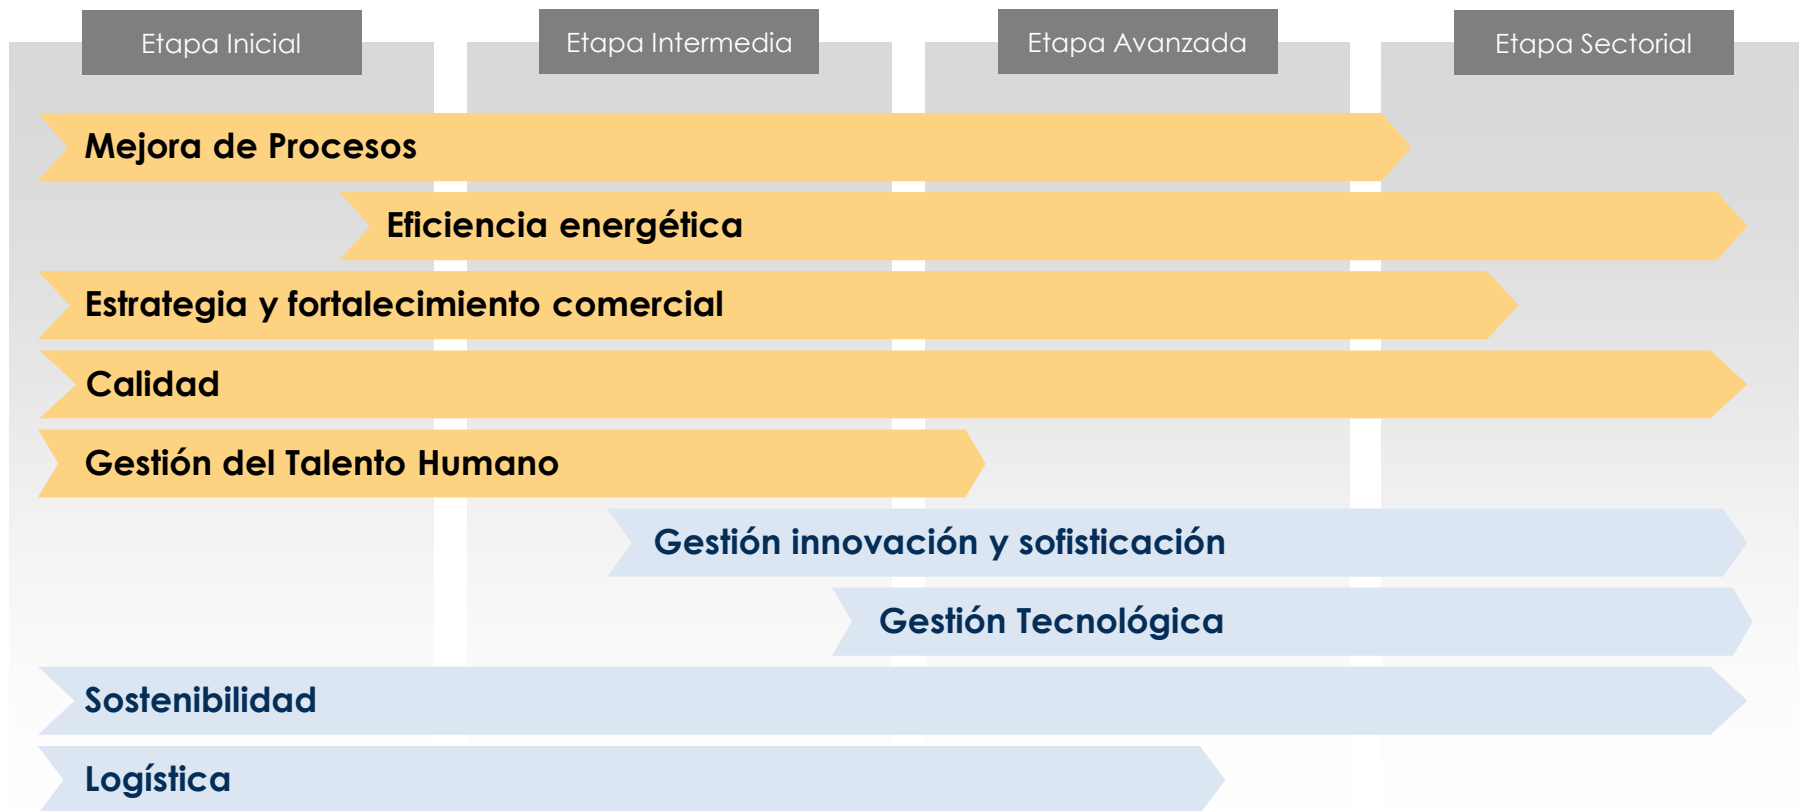 Etapa Inicial
Etapa Intermedia
Etapa Avanzada
Etapa Sectorial
Mejora de Procesos
Eficiencia energética
Estrategia y fortalecimiento comercial
Calidad
Gestión del Talento Humano
Gestión innovación y sofisticación
Gestión Tecnológica
Sostenibilidad
Logística